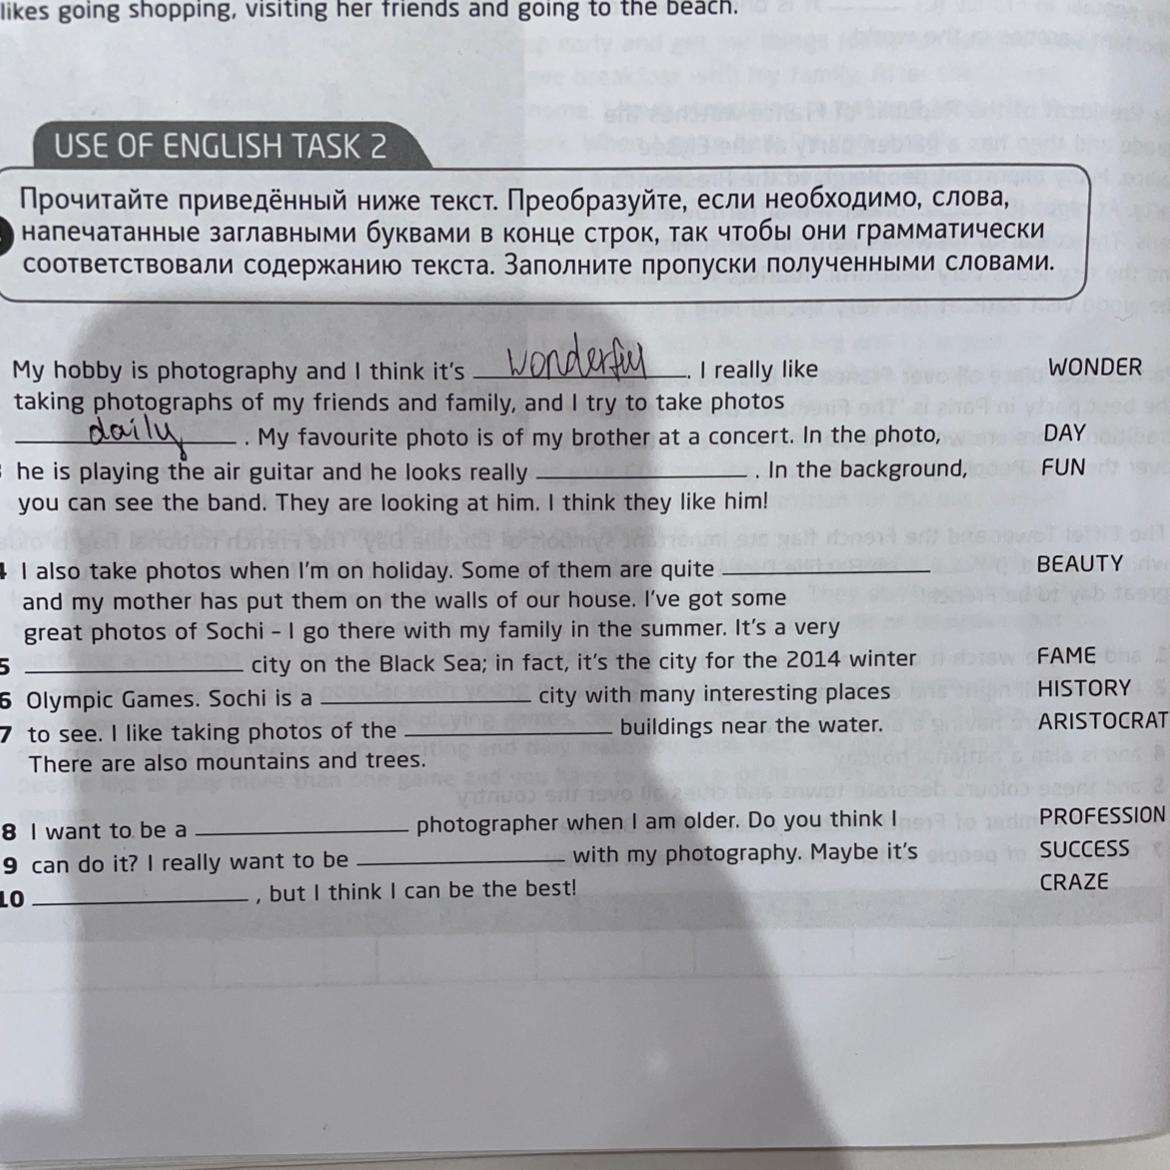 likes going shopping, visiting her friends and going to the beach.
USE OF ENGLISH TASK 2
Прочитайте приведённый ниже текст. Преобразуйте, если необходимо, слова,
напечатанные заглавными буквами в конце строк, так чтобы они грамматически
соответствовали содержанию текста. Заполните пропуски полученными словами.
My hobby is photography and I think it's wonderful. I really like WONDER
taking photographs of my friends and family, and I try to take photos
daily. My favourite photo is of my brother at a concert. In the photo, DAY
he is playing the air guitar and he looks really ____. In the background, FUN
you can see the band. They are looking at him. I think they like him!
I also take photos when I'm on holiday. Some of them are quite ____ BEAUTY
and my mother has put them on the walls of our house. I've got some
great photos of Sochi – I go there with my family in the summer. It's a very
5 ____ city on the Black Sea; in fact, it's the city for the 2014 winter FAME
6 Olympic Games. Sochi is a ____ city with many interesting places HISTORY
7 to see. I like taking photos of the ____ buildings near the water. ARISTOCRAT
There are also mountains and trees.
8 I want to be a ____ photographer when I am older. Do you think I PROFESSION
9 can do it? I really want to be ____ with my photography. Maybe it's SUCCESS
10 ____, but I think I can be the best! CRAZE